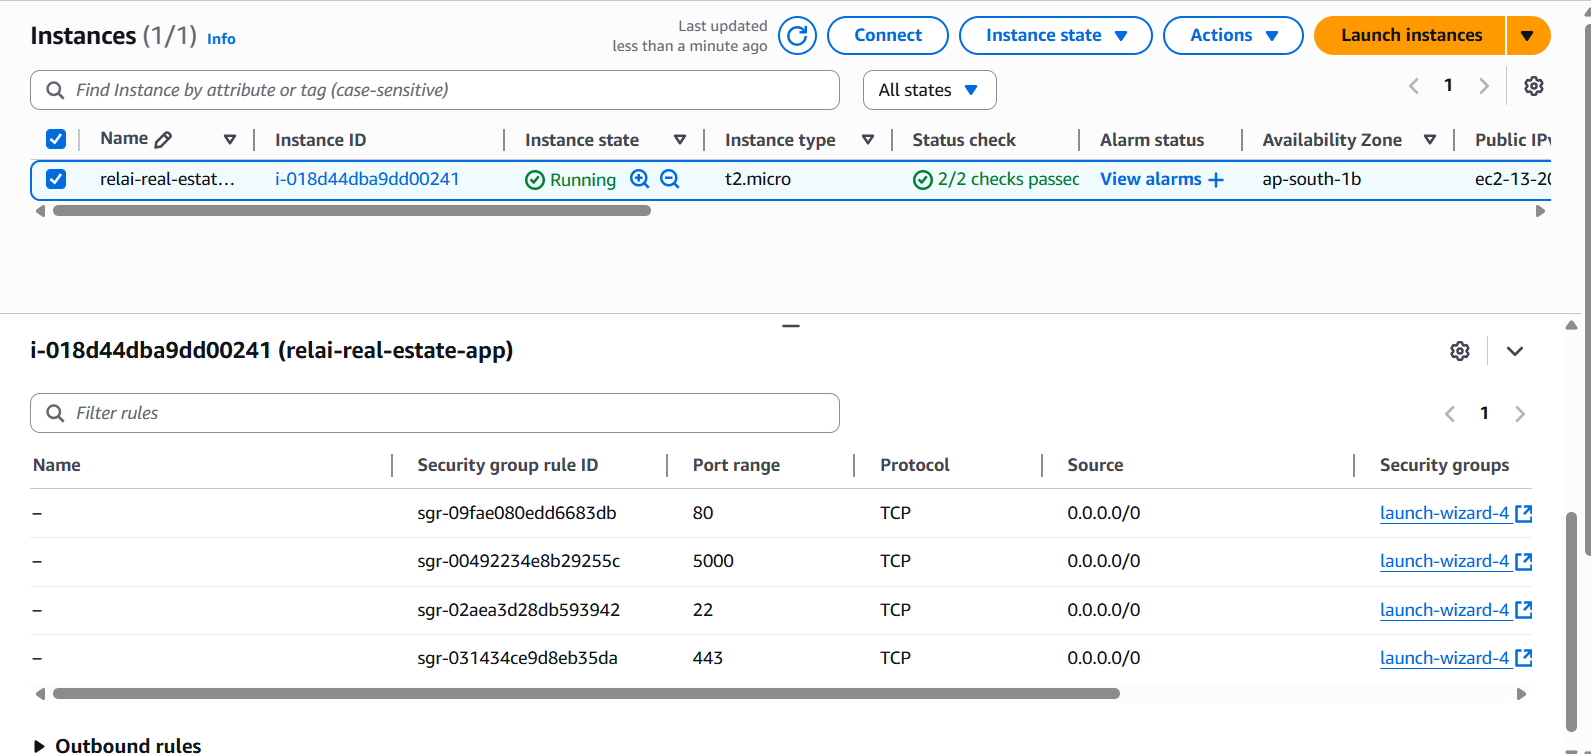 Instances (1/1) Info
Last updated
less than a minute ago
Connect
Instance state
Actions
Launch instances
Find Instance by attribute or tag (case-sensitive)
All states
1
Name Instance ID Instance state Instance type Status check Alarm status Availability Zone Public IPv
relai-real-estat... i-018d44dba9dd00241 Running t2.micro 2/2 checks passec View alarms + ap-south-1b ec2-13-20
i-018d44dba9dd00241 (relai-real-estate-app)
Filter rules
1
Name Security group rule ID Port range Protocol Source Security groups
– sgr-09fae080edd6683db 80 TCP 0.0.0.0/0 launch-wizard-4
– sgr-00492234e8b29255c 5000 TCP 0.0.0.0/0 launch-wizard-4
– sgr-02aea3d28db593942 22 TCP 0.0.0.0/0 launch-wizard-4
– sgr-031434ce9d8eb35da 443 TCP 0.0.0.0/0 launch-wizard-4
Outbound rules